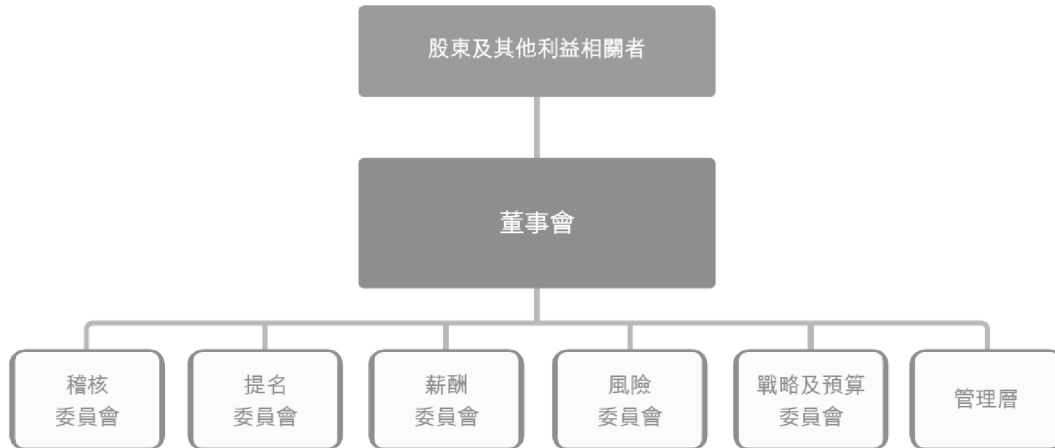 股東及其他利益相關者
董事會
稽核
委員會
提名
委員會
薪酬
委員會
風險
委員會
戰略及預算
委員會
管理層